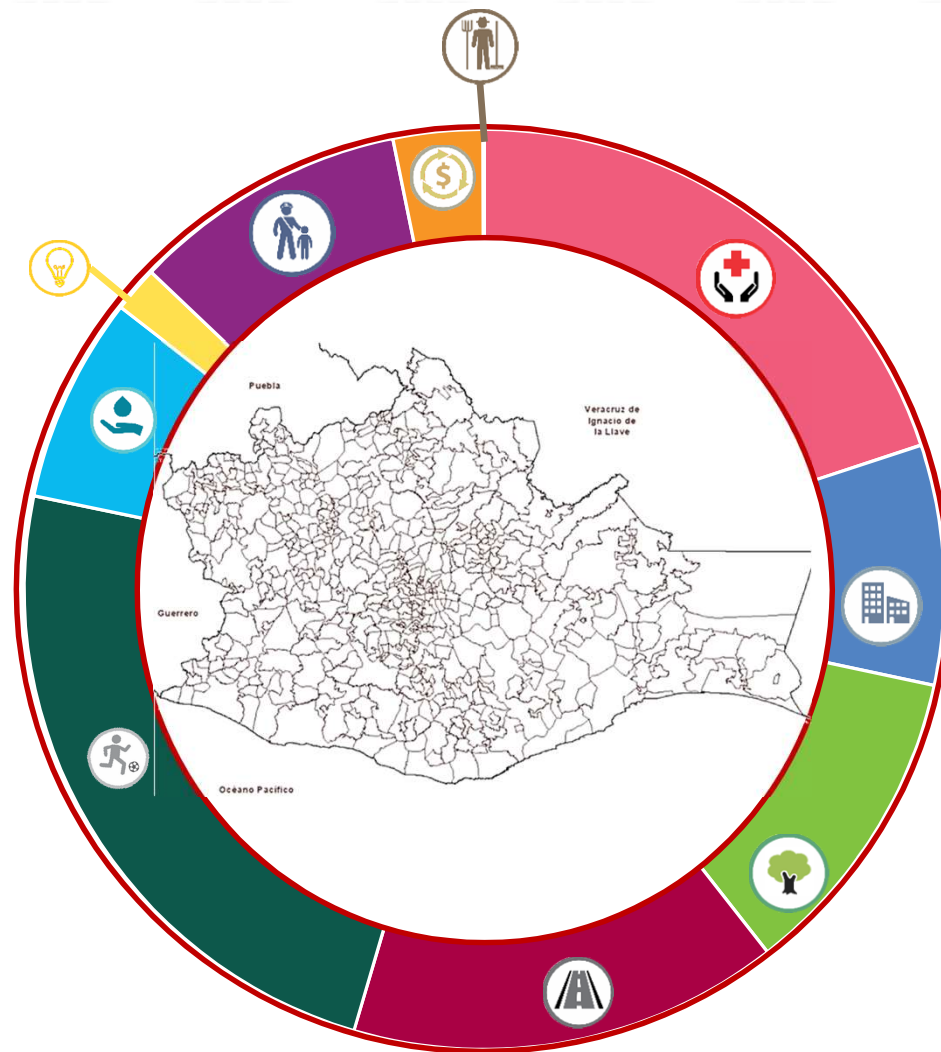 $
Puebla
Veracruz de
Ignacio de
la Llave
Guerrero
Océano Pacífico